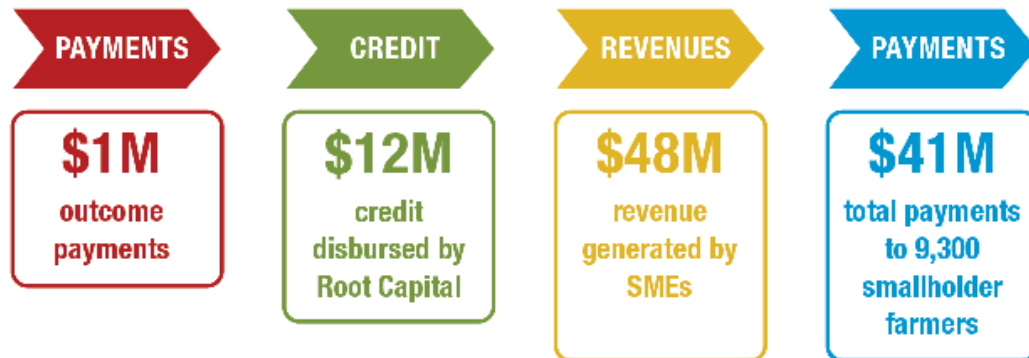 PAYMENTS
$1M
outcome
payments
CREDIT
$12M
credit
disbursed by
Root Capital
REVENUES
$48M
revenue
generated by
SMEs
PAYMENTS
$41M
total payments
to 9,300
smallholder
farmers